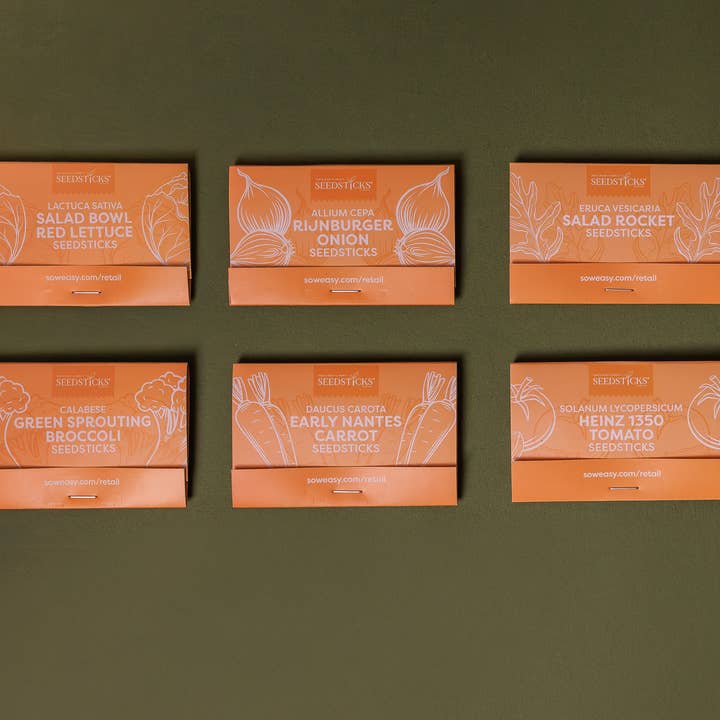 SEEDSTICKS
LACTUCA SATIVA
SALAD BOWL
RED LETTUCE
SEEDSTICKS
soweasy.com/retail
SEEDSTICKS
ALLIUM CEPA
RIJNBURGER
ONION
SEEDSTICKS
soweasy.com/retail
SEEDSTICKS
ERUCA VESICARIA
SALAD ROCKET
SEEDSTICKS
soweasy.com/retail
SEEDSTICKS
CALABESE
GREEN SPROUTING
BROCCOLI
SEEDSTICKS
soweasy.com/retail
SEEDSTICKS
DAUCUS CAROTA
EARLY NANTES
CARROT
SEEDSTICKS
soweasy.com/retail
SEEDSTICKS
SOLANUM LYCOPERSICUM
HEINZ 1350
TOMATO
SEEDSTICKS
soweasy.com/retail